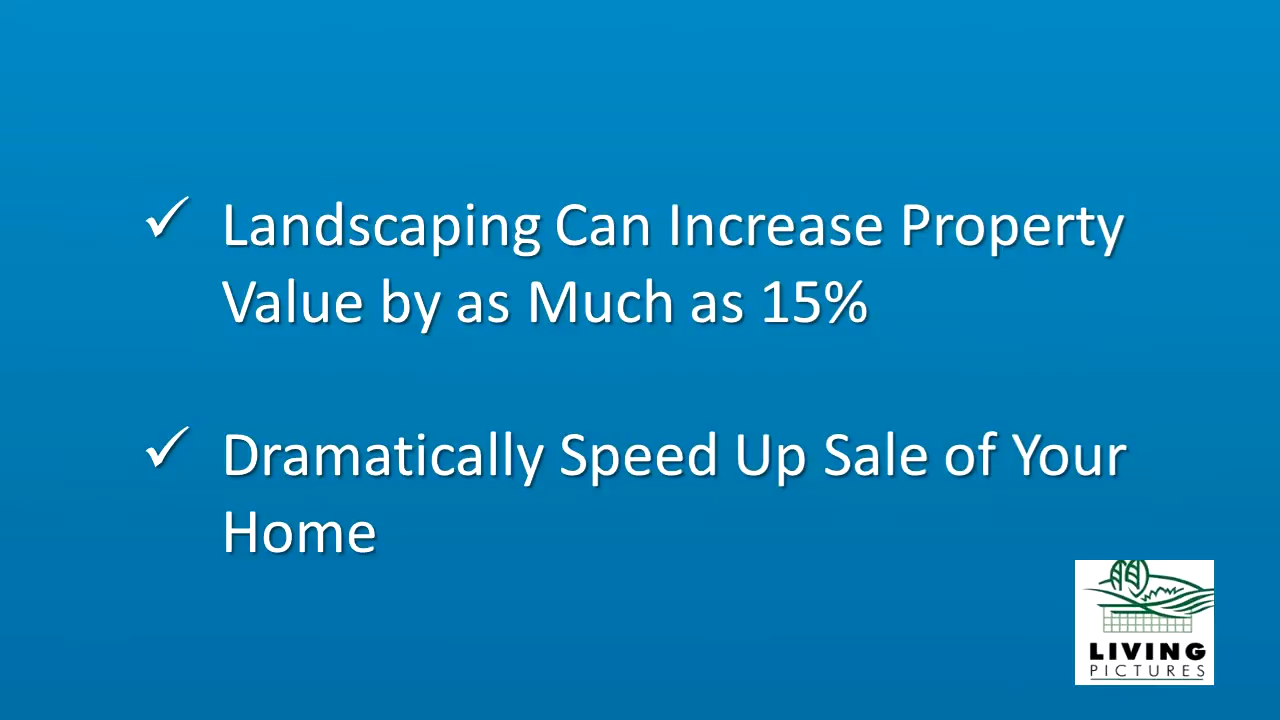 ✓ Landscaping Can Increase Property
Value by as Much as 15%
✓ Dramatically Speed Up Sale of Your
Home
LIVING
PICTURES